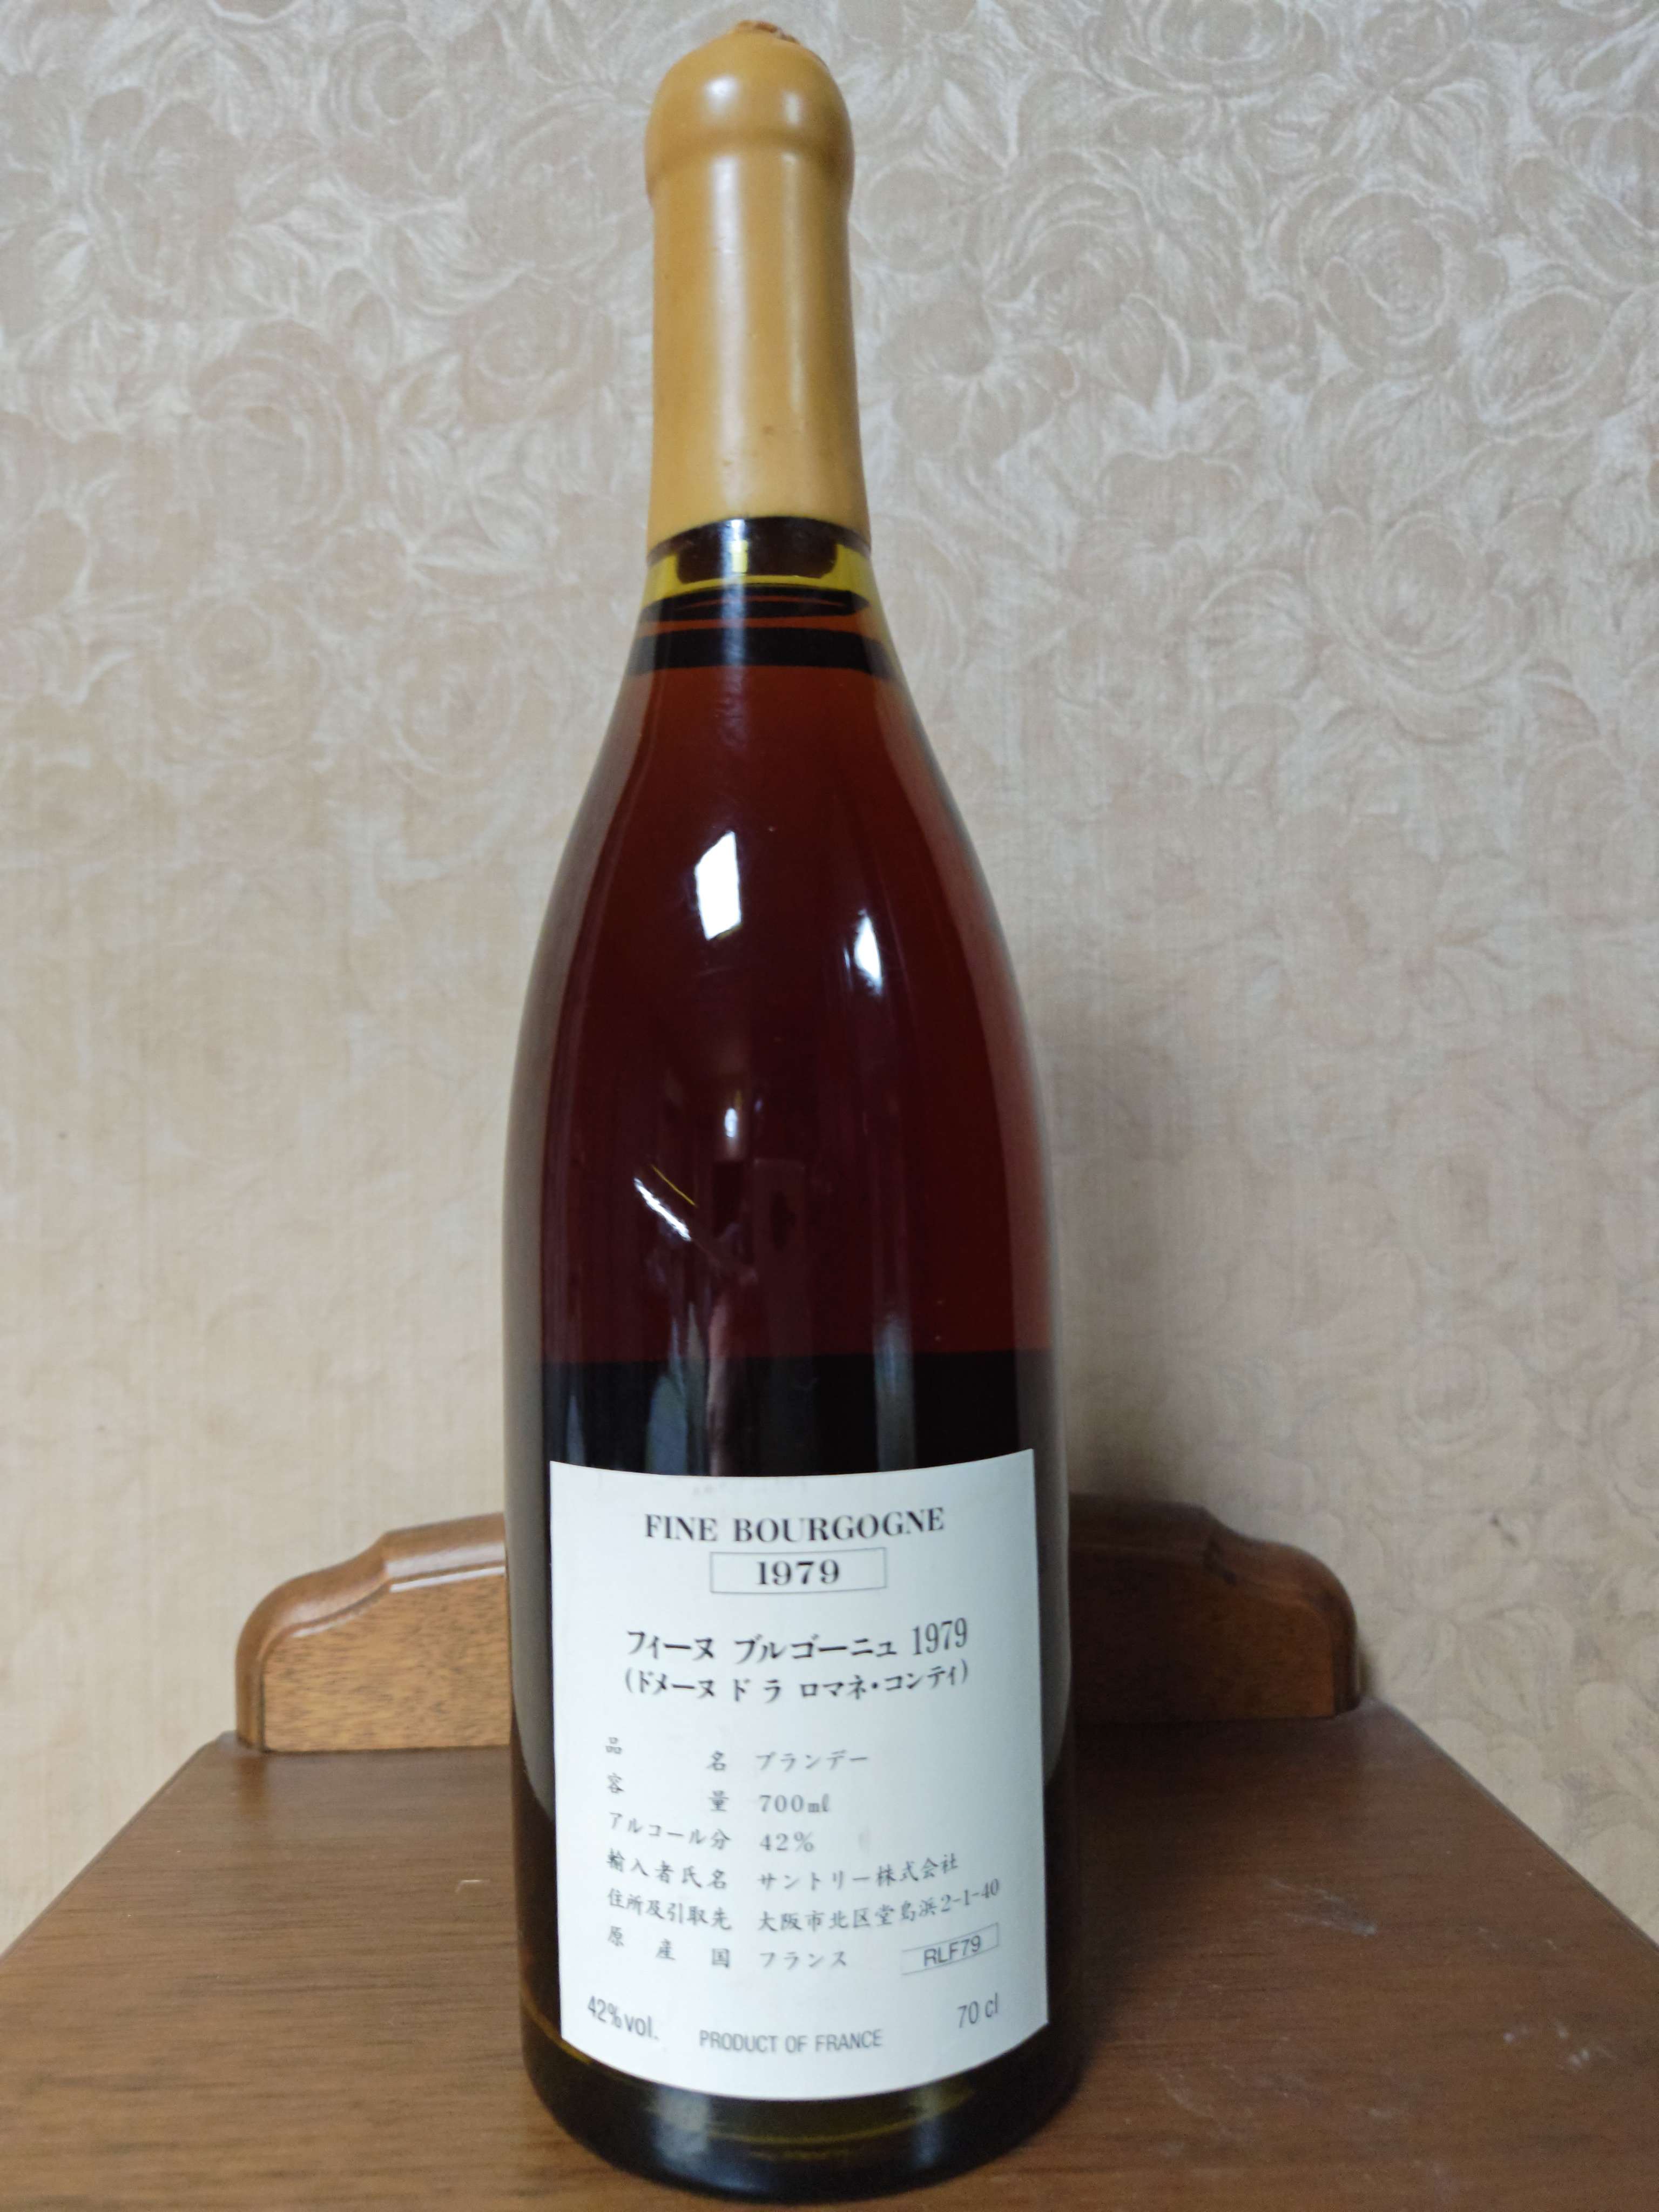 FINE BOURGOGNE
1979
フィーヌ ブルゴーニュ 1979
(ドメーヌ ド ラ ロマネ・コンティ)
品名 ブランデー
容量 700ml
アルコール分 42%
輸入者氏名 サントリー株式会社
住所及引取先 大阪市北区堂島浜2-1-40
原産国 フランス RLF79
42%vol. PRODUCT OF FRANCE 70 cl